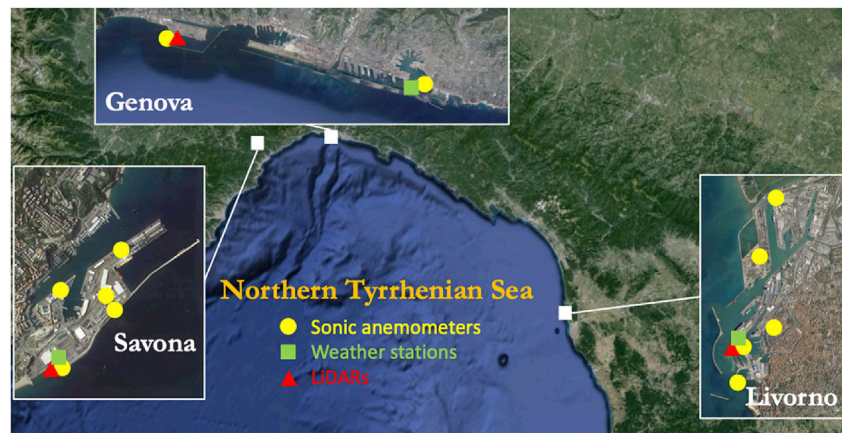 Genova
Northern Tyrrhenian Sea
Sonic anemometers
Savona
Weather stations
LiDARs
Livorno